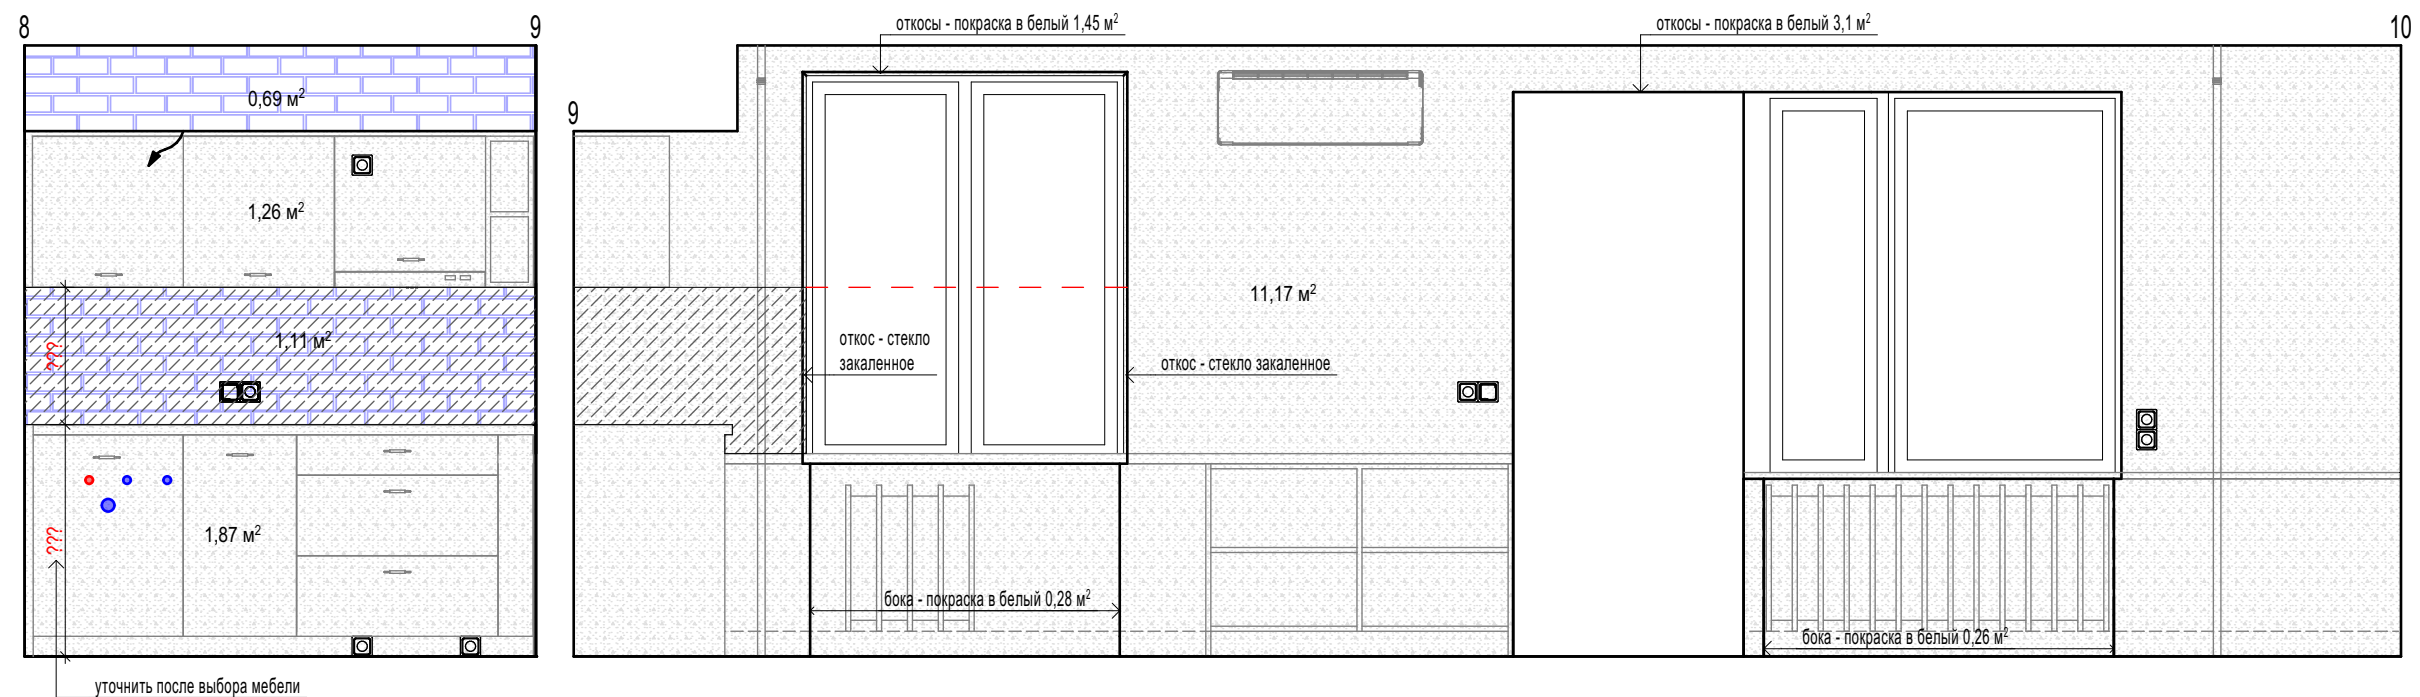 8
9
откосы - покраска в белый 1,45 м²
откосы - покраска в белый 3,1 м²
10
0,69 м²
9
1,26 м²
11,17 м²
1,11 м²
???
откос - стекло
закаленное
откос - стекло закаленное
1,87 м²
???
бока - покраска в белый 0,28 м²
бока - покраска в белый 0,26 м²
уточнить после выбора мебели